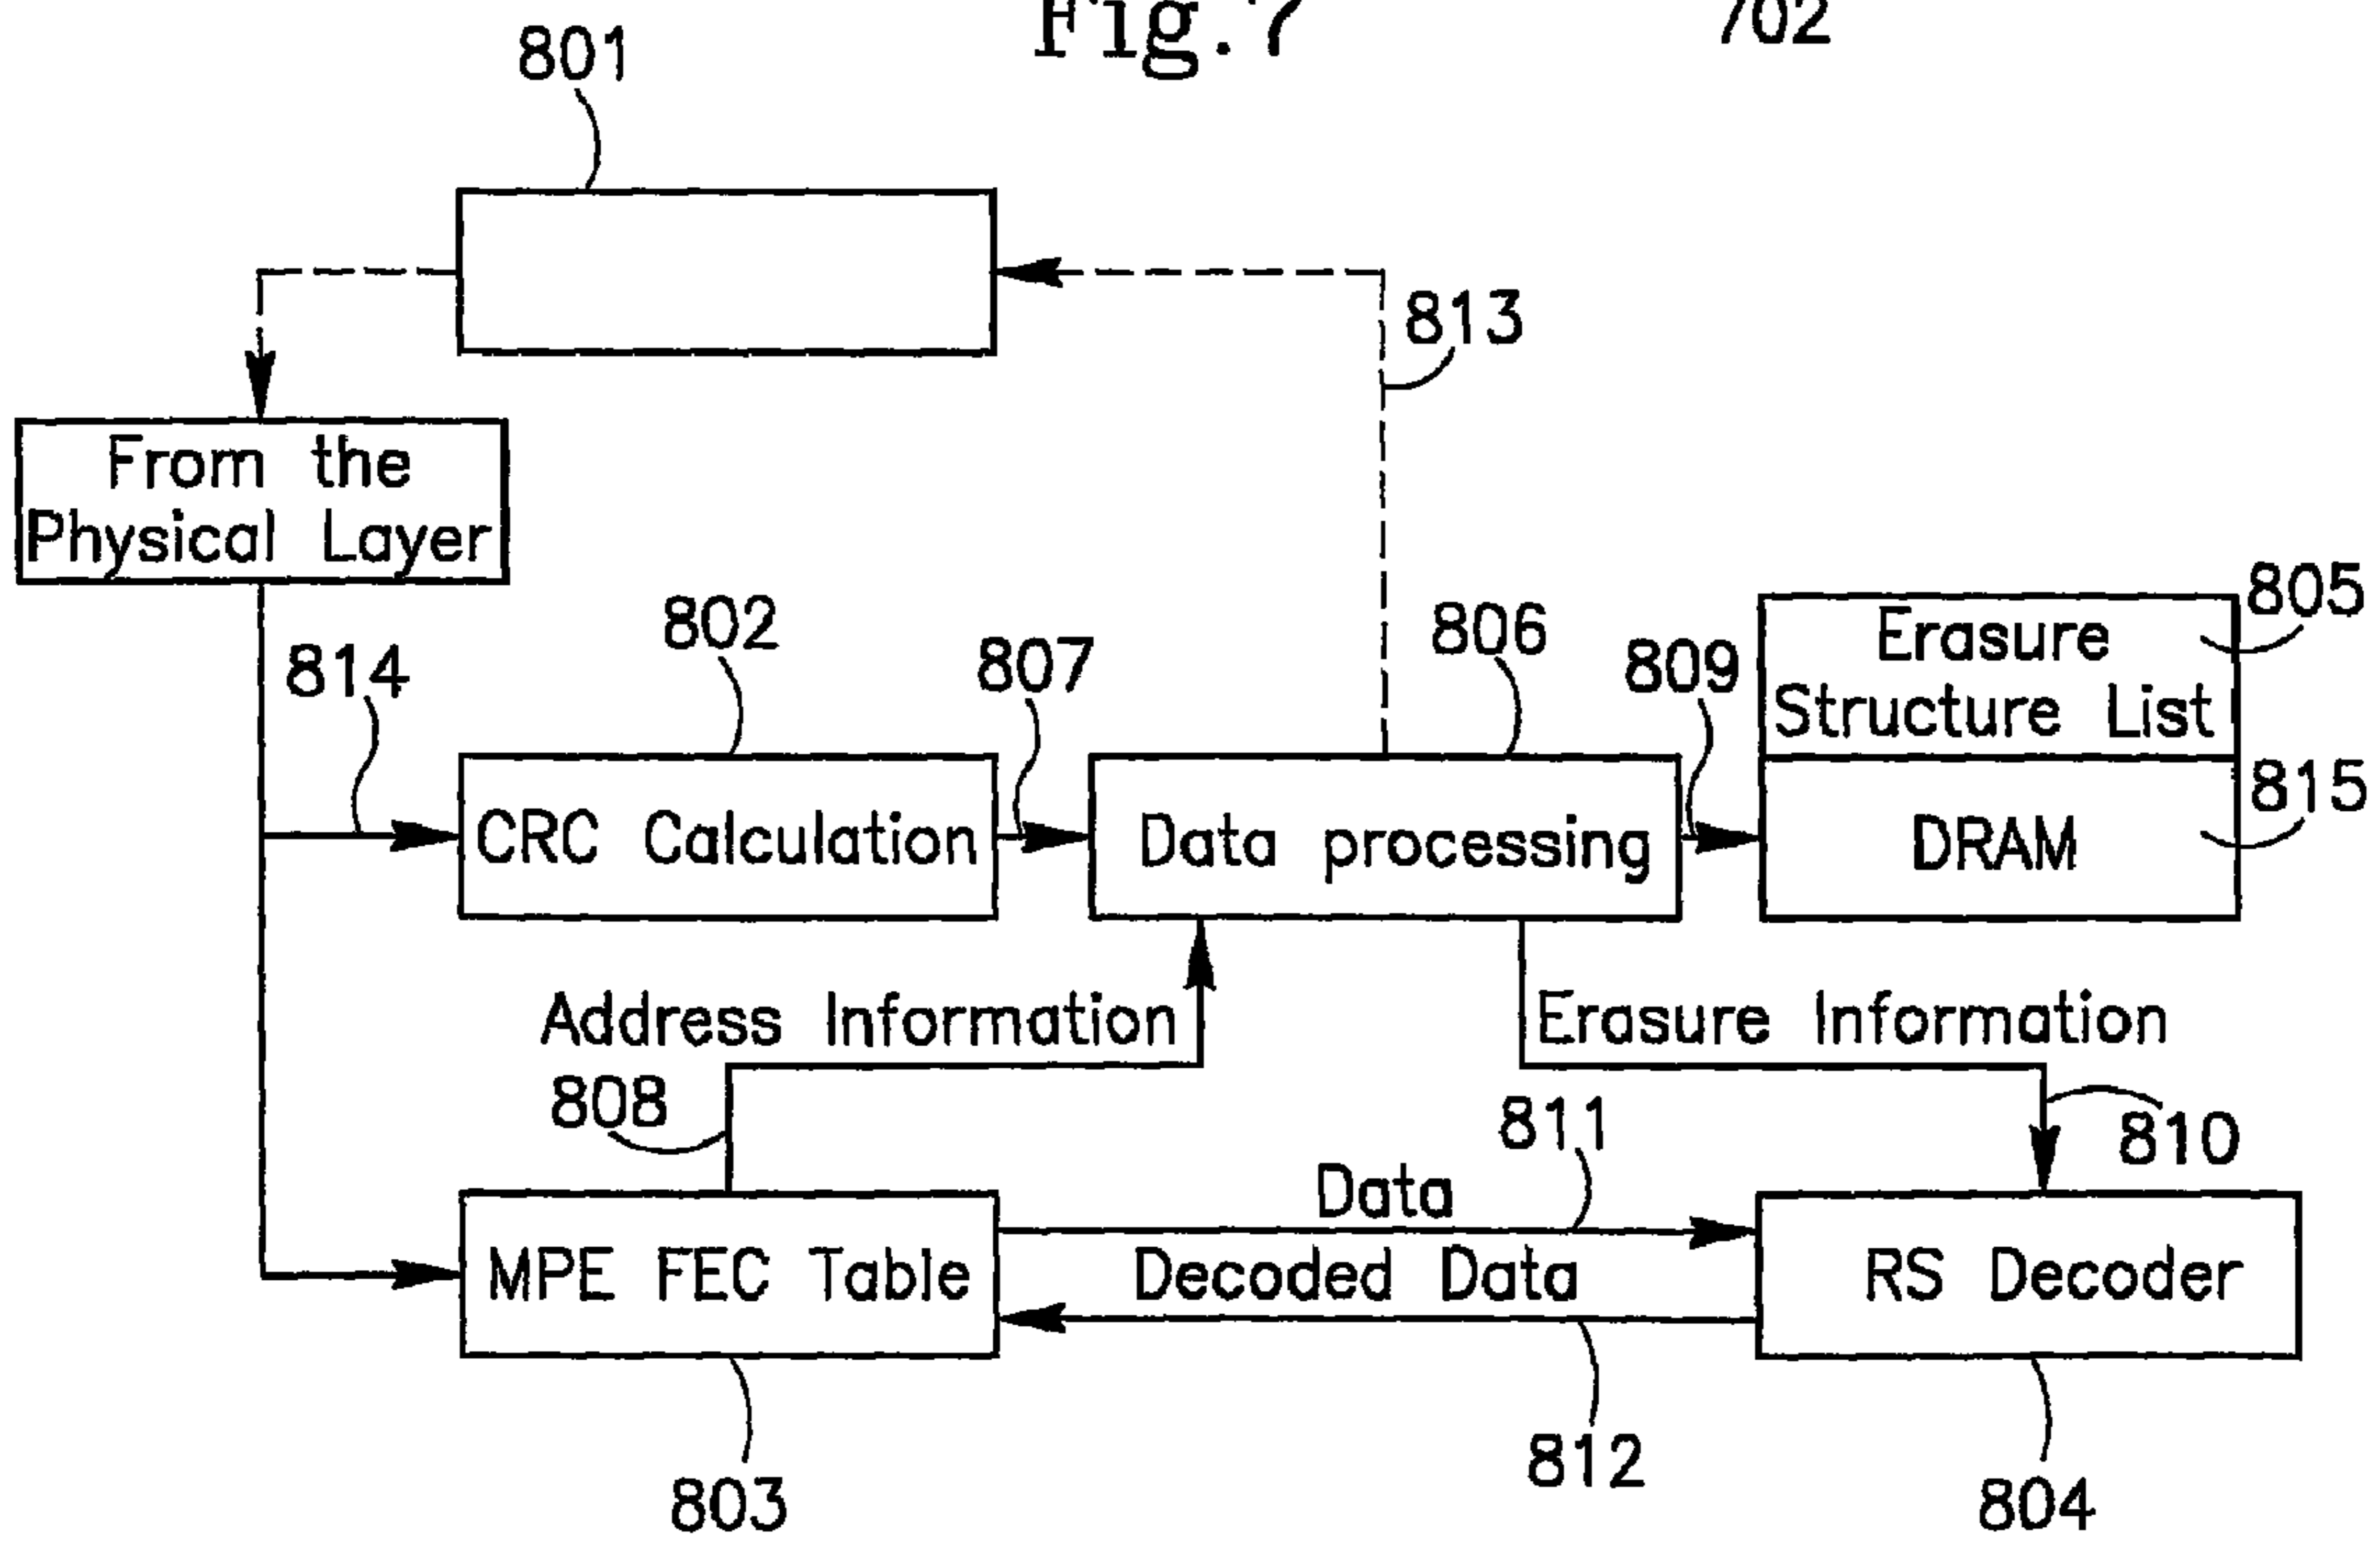 Fig. 7
702
801
813
From the
Physical Layer
814
802
807
806
809
805
Erasure
Structure List
815
CRC Calculation
Data processing
DRAM
Address Information
Erasure Information
808
811
810
Data
MPE FEC Table
Decoded Data
RS Decoder
812
803
804